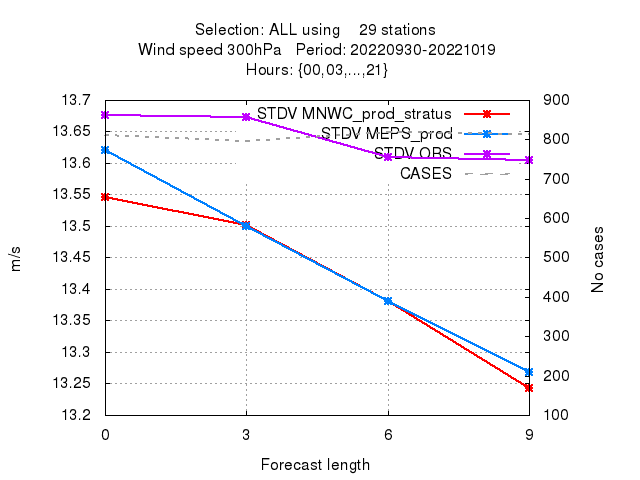 Selection: ALL using    29 stations
Wind speed 300hPa   Period: 20220930-20221019
Hours: {00,03,...,21}
13.7
13.65
13.6
13.55
13.5
13.45
13.4
13.35
13.3
13.25
13.2
m/s
STDV MNWC_prod_stratus
STDV MEPS_prod
STDV OBS
CASES
900
800
700
600
500
400
300
200
100
No cases
0 3 6 9
Forecast length